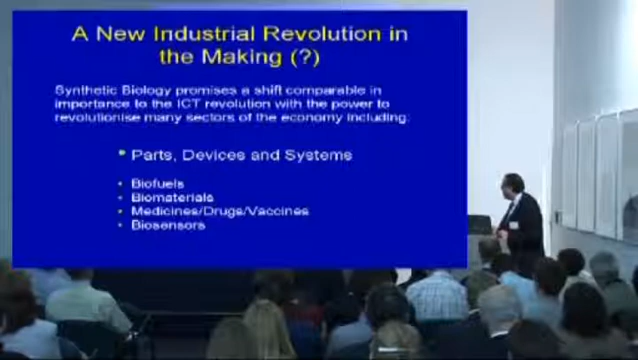 A New Industrial Revolution in
the Making (?)
Synthetic Biology promises a shift comparable in
importance to the ICT revolution with the power to
revolutionise many sectors of the economy including:
• Parts, Devices and Systems
• Biofuels
• Biomaterials
• Medicines/Drugs/Vaccines
• Biosensors